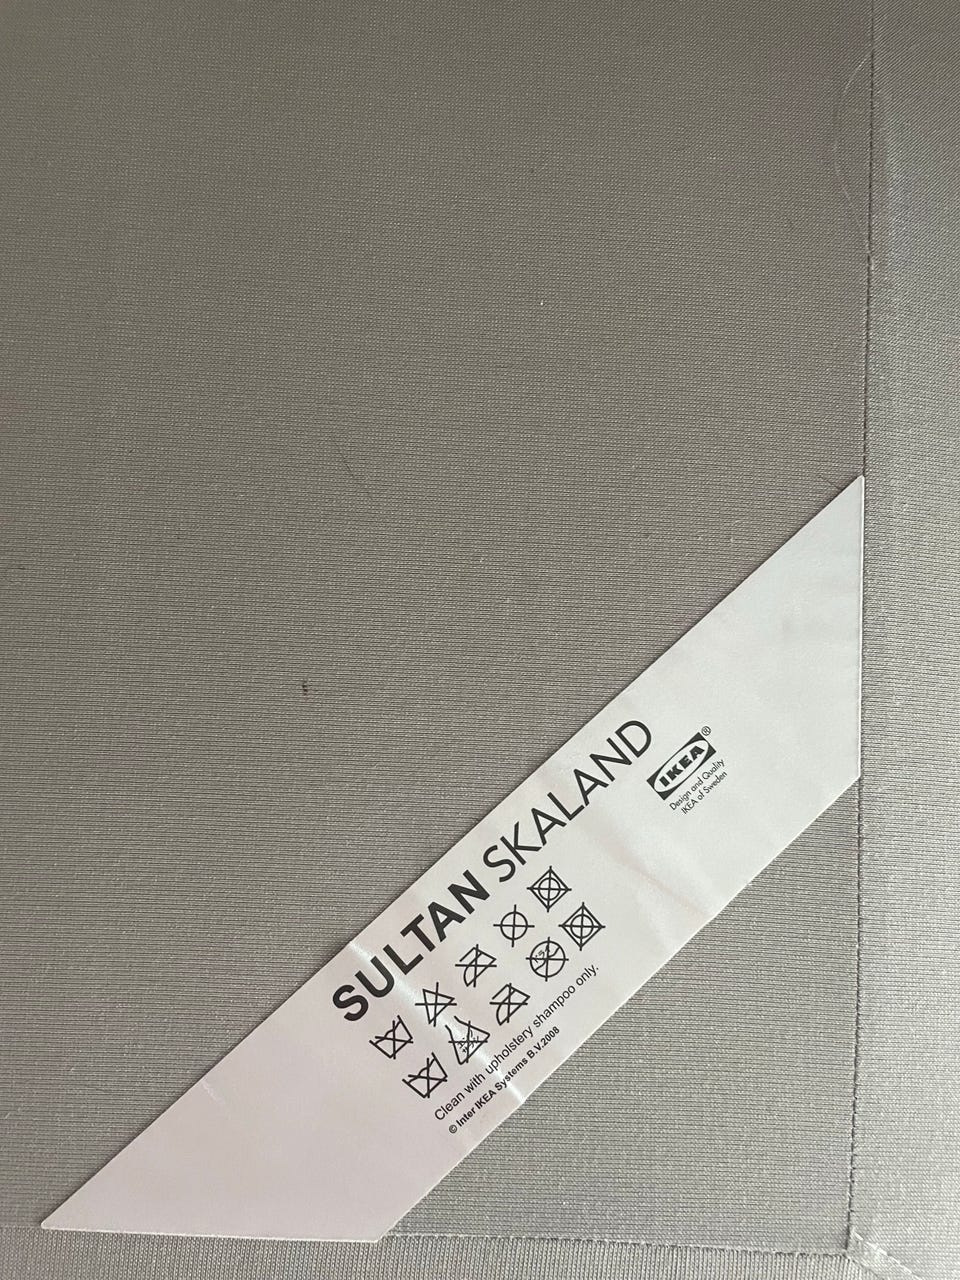 SULTAN SKALAND
IKEA®
Design and Quality
IKEA of Sweden
Clean with upholstery shampoo only.
© Inter IKEA Systems B.V.2008